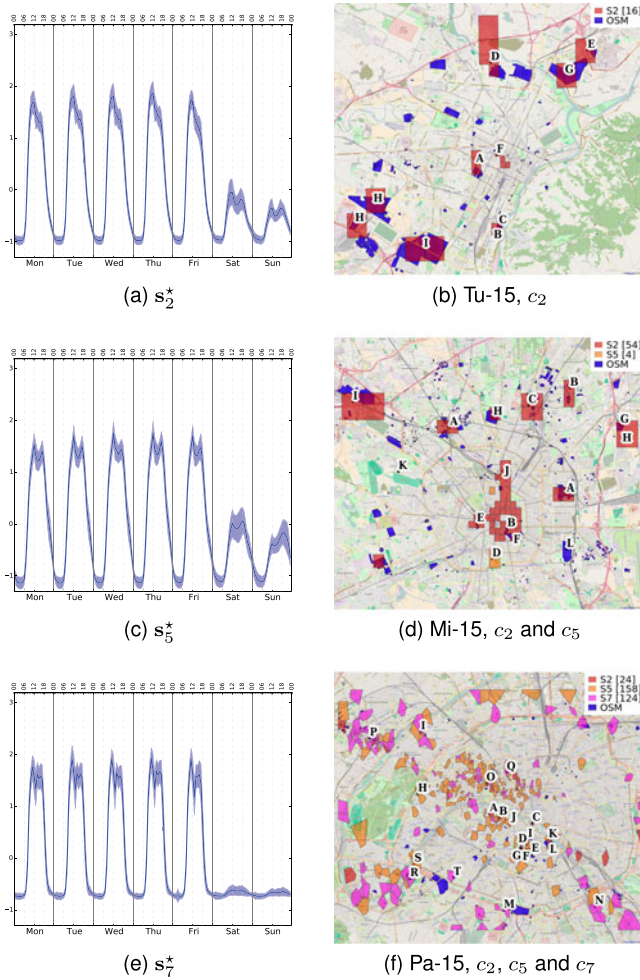 00 06 12 18 00 06 12 18 00 06 12 18 00 06 12 18 00 06 12 18 00 06 12 18 00 06 12 18 00
3
2
1
0
−1
Mon Tue Wed Thu Fri Sat Sun
(a) s₂⋆
S2 [16]
OSM
E
D
G
F
A
H
H
C
B
I
(b) Tu-15, c₂
00 06 12 18 00 06 12 18 00 06 12 18 00 06 12 18 00 06 12 18 00 06 12 18 00 06 12 18 00
3
2
1
0
−1
Mon Tue Wed Thu Fri Sat Sun
(c) s₅⋆
S2 [54]
S5 [4]
OSM
B
I
C
H
A
G
H
K
J
A
E
B
F
L
D
(d) Mi-15, c₂ and c₅
00 06 12 18 00 06 12 18 00 06 12 18 00 06 12 18 00 06 12 18 00 06 12 18 00 06 12 18 00
3
2
1
0
−1
Mon Tue Wed Thu Fri Sat Sun
(e) s₇⋆
S2 [24]
S5 [158]
S7 [124]
OSM
I
P
Q
O
H
A B J C
I K
D
E L
G F
S
R T
M N
(f) Pa-15, c₂, c₅ and c₇